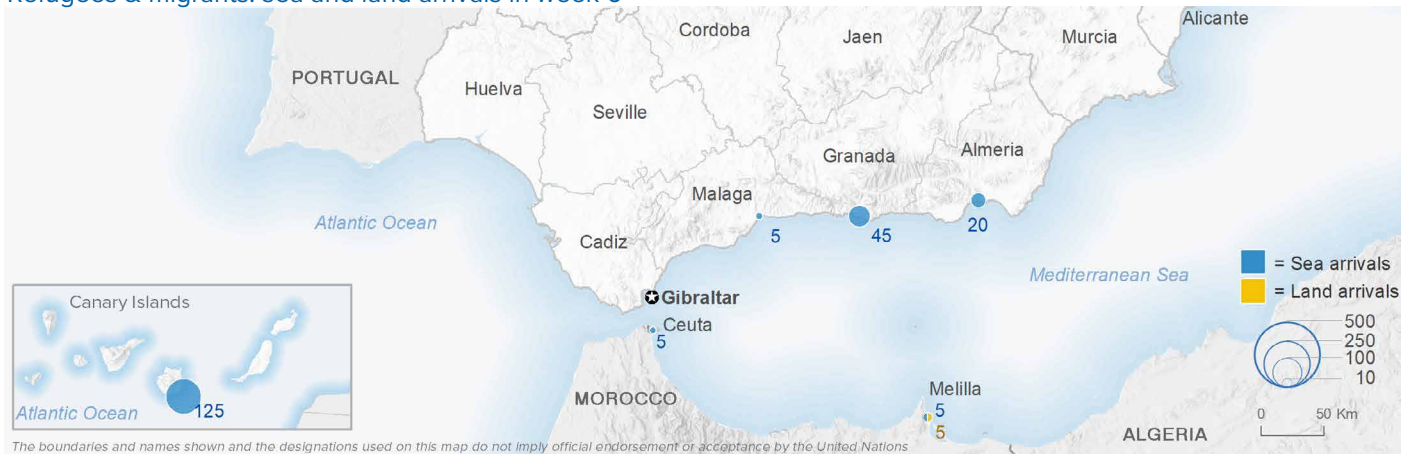 Alicante
Cordoba
Jaen
Murcia
PORTUGAL
Huelva
Seville
Granada
Almeria
Malaga
Atlantic Ocean
5
45
20
Cadiz
Mediterranean Sea
= Sea arrivals
= Land arrivals
Gibraltar
Ceuta
5
Canary Islands
125
Atlantic Ocean
500
250
100
10
Melilla
5
5
MOROCCO
0 50 Km
ALGERIA
The boundaries and names shown and the designations used on this map do not imply official endorsement or acceptance by the United Nations